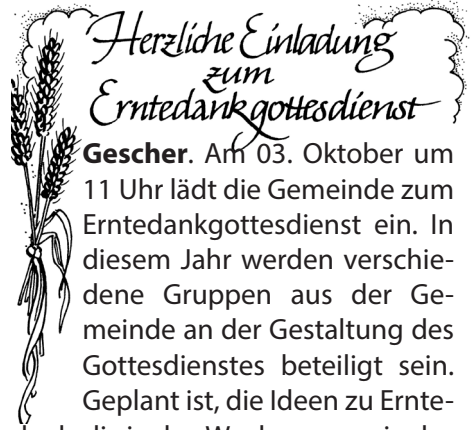 Herzliche Einladung
zum
Erntedankgottesdienst
Gescher. Am 03. Oktober um
11 Uhr lädt die Gemeinde zum
Erntedankgottesdienst ein. In
diesem Jahr werden verschie-
dene Gruppen aus der Ge-
meinde an der Gestaltung des
Gottesdienstes beteiligt sein.
Geplant ist, die Ideen zu Ernte-